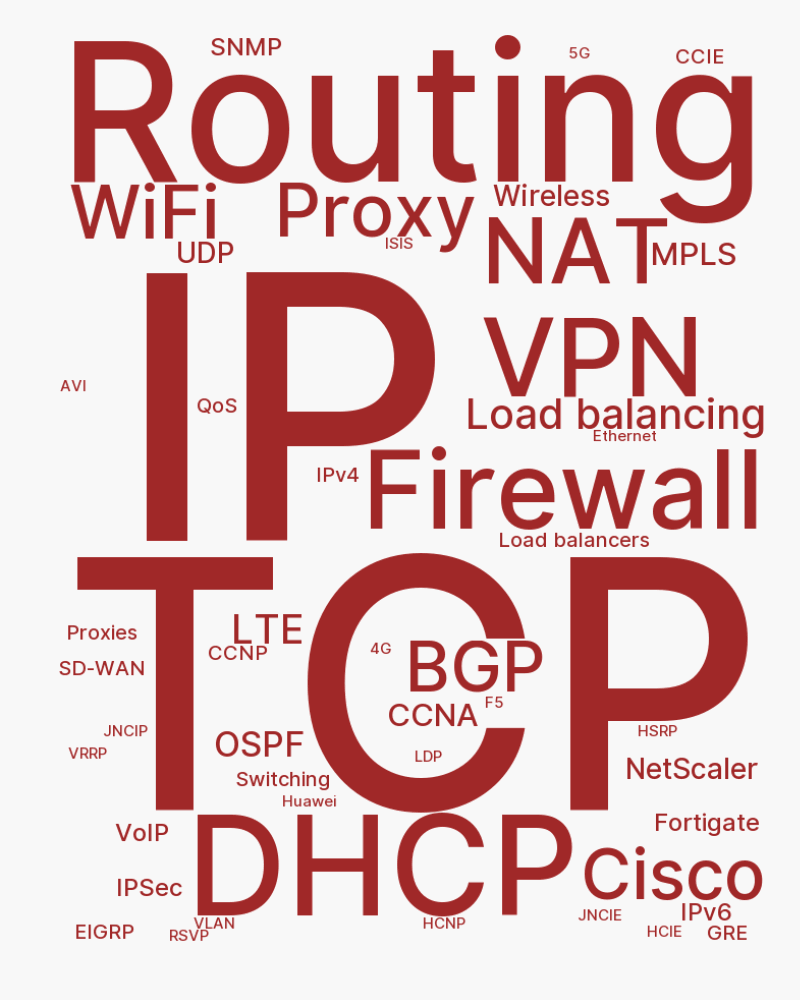 SNMP
5G
CCIE
Routing
WiFi
Proxy
Wireless
ISIS
UDP
NAT
MPLS
IP
VPN
AVI
QoS
Load balancing
Ethernet
IPv4
Firewall
Load balancers
TCP
Proxies
LTE
CCNP
4G
BGP
SD-WAN
F5
CCNA
JNCIP
HSRP
VRRP
OSPF
LDP
NetScaler
Switching
Huawei
VoIP
DHCP
Fortigate
IPSec
Cisco
VLAN
HCNP
JNCIE
IPv6
EIGRP
RSVP
HCIE
GRE